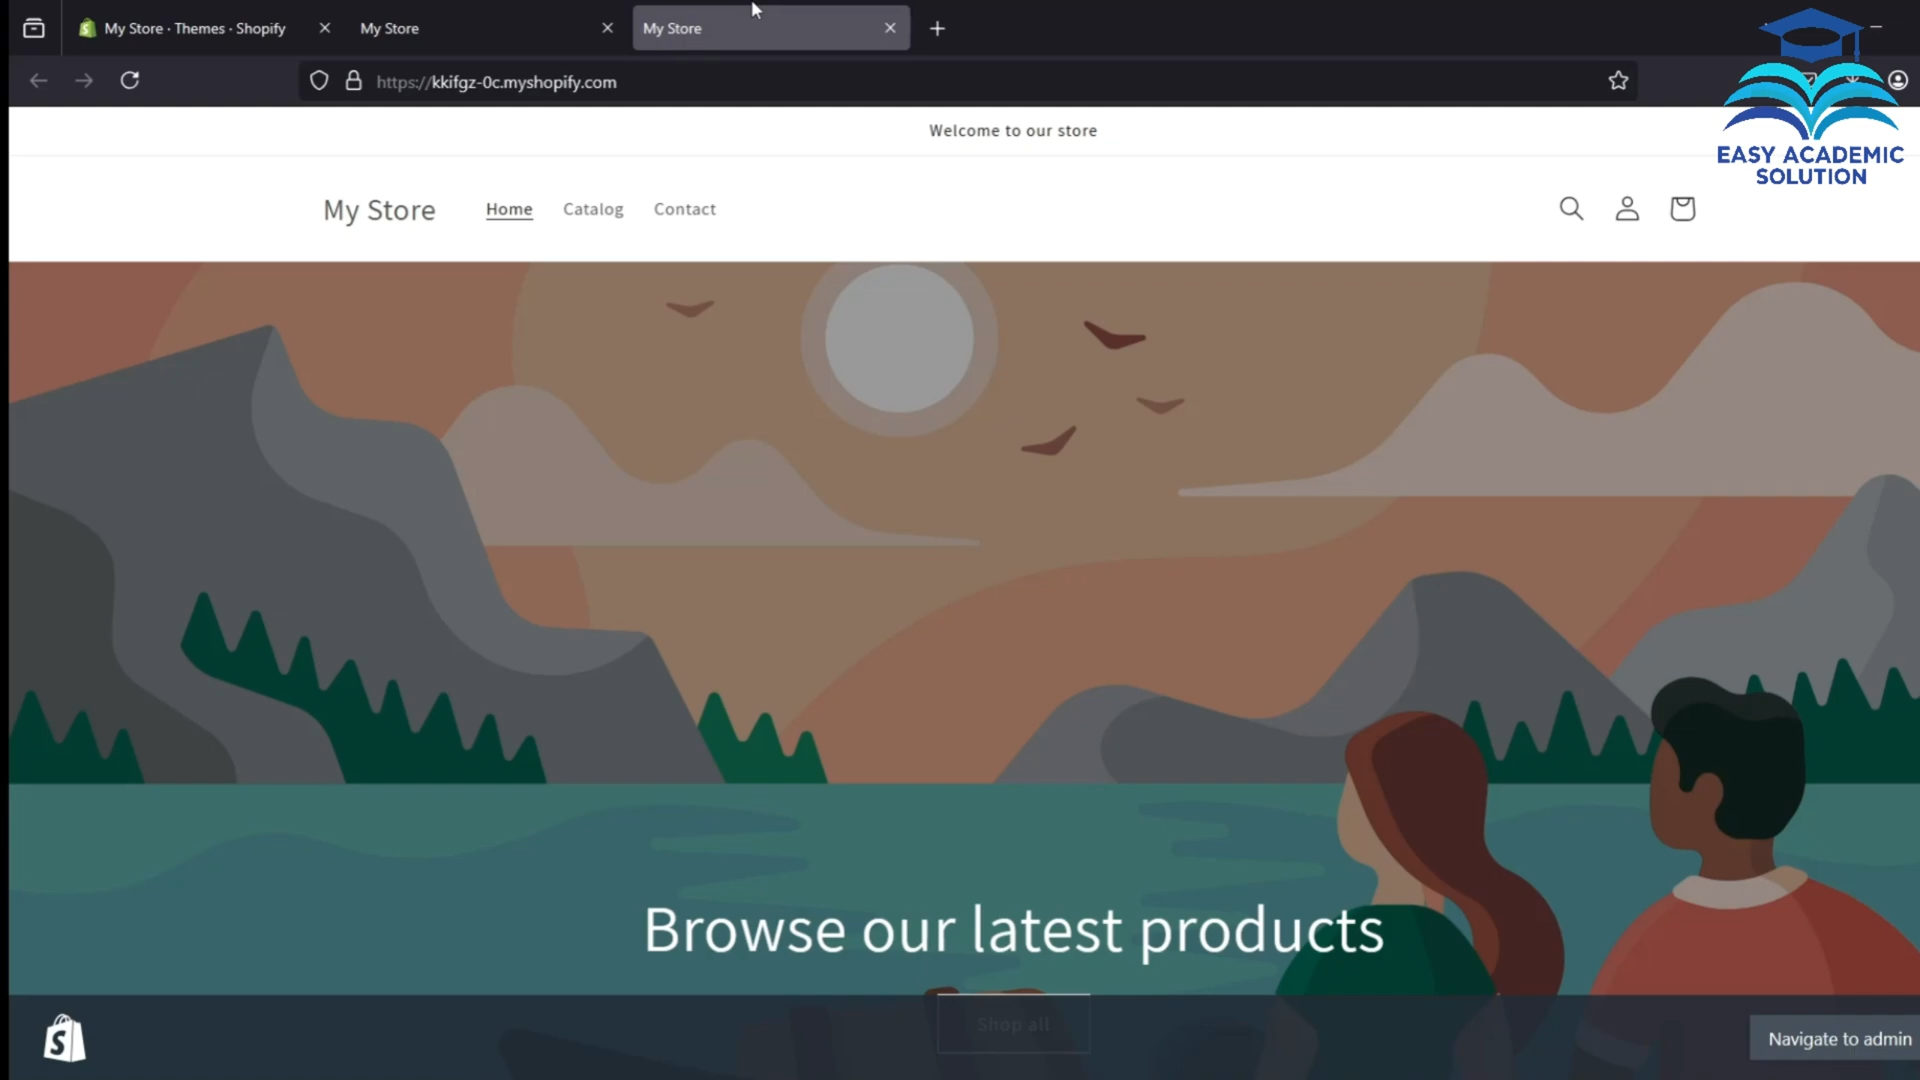 My Store · Themes · Shopify
My Store
My Store
https://kkifgz-0c.myshopify.com
EASY ACADEMIC
SOLUTION
Welcome to our store
My Store
Home
Catalog
Contact
Browse our latest products
Shop all
Navigate to admin